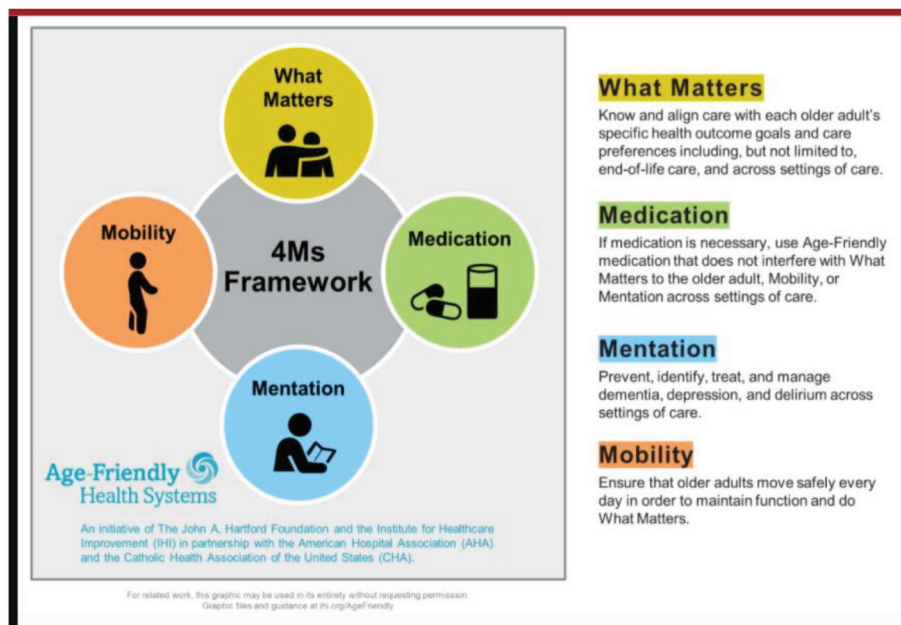 What
Matters
Mobility
4Ms
Framework
Medication
Mentation
Age-Friendly
Health Systems
An initiative of The John A. Hartford Foundation and the Institute for Healthcare
Improvement (IHI) in partnership with the American Hospital Association (AHA)
and the Catholic Health Association of the United States (CHA).
For related work, this graphic may be used in its entirety without requesting permission.
Graphic files and guidance at ihi.org/AgeFriendly
What Matters
Know and align care with each older adult's
specific health outcome goals and care
preferences including, but not limited to,
end-of-life care, and across settings of care.
Medication
If medication is necessary, use Age-Friendly
medication that does not interfere with What
Matters to the older adult, Mobility, or
Mentation across settings of care.
Mentation
Prevent, identify, treat, and manage
dementia, depression, and delirium across
settings of care.
Mobility
Ensure that older adults move safely every
day in order to maintain function and do
What Matters.